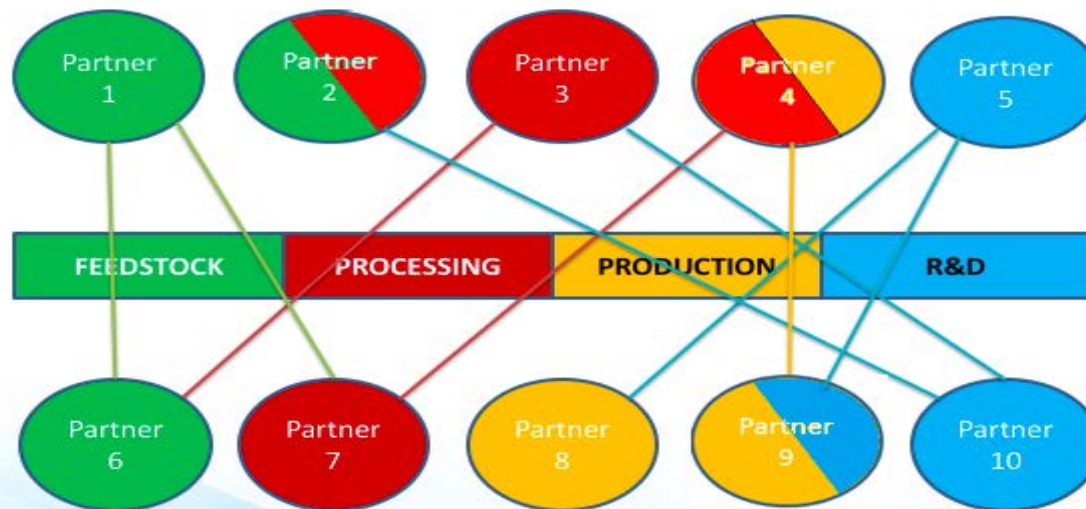 Partner
1
Partner
2
Partner
3
Partner
4
Partner
5
FEEDSTOCK
PROCESSING
PRODUCTION
R&D
Partner
6
Partner
7
Partner
8
Partner
9
Partner
10